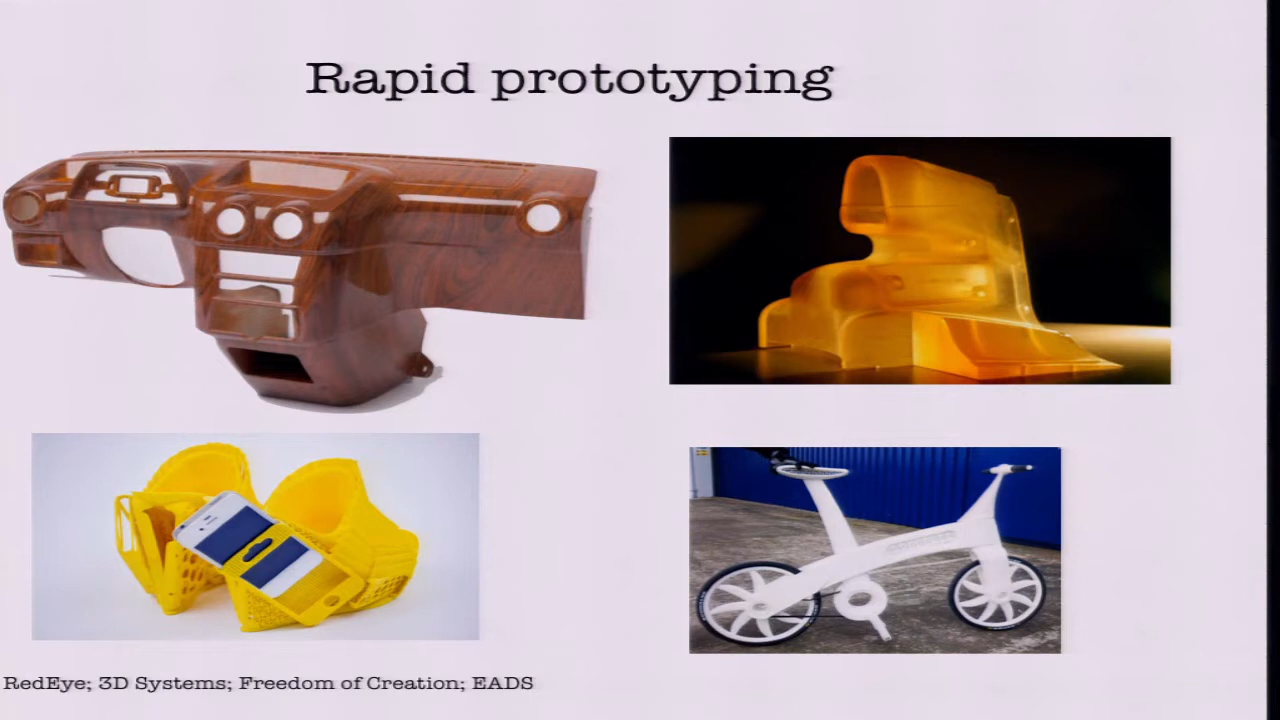 Rapid prototyping
RedEye; 3D Systems; Freedom of Creation; EADS